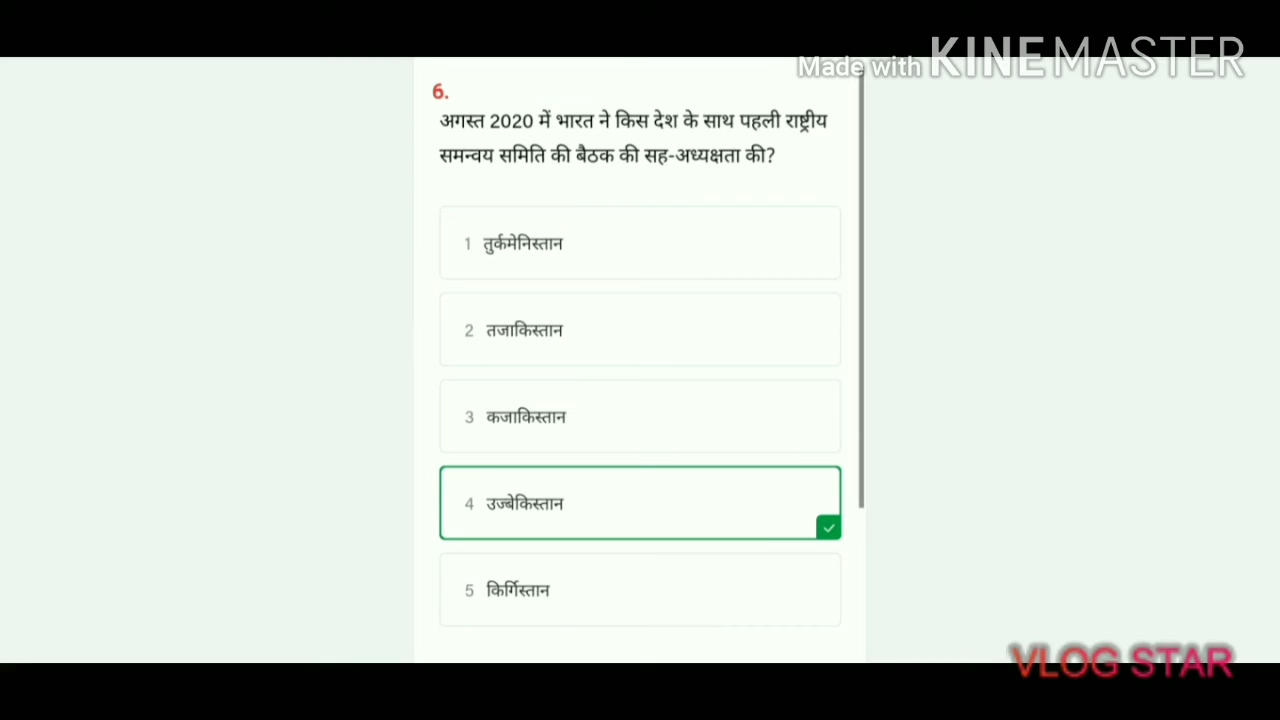 Made with KINEMASTER
6.
अगस्त 2020 में भारत ने किस देश के साथ पहली राष्ट्रीय
समन्वय समिति की बैठक की सह-अध्यक्षता की?
1 तुर्कमेनिस्तान
2 तजाकिस्तान
3 कजाकिस्तान
4 उज्बेकिस्तान
5 किर्गिस्तान
VLOG STAR